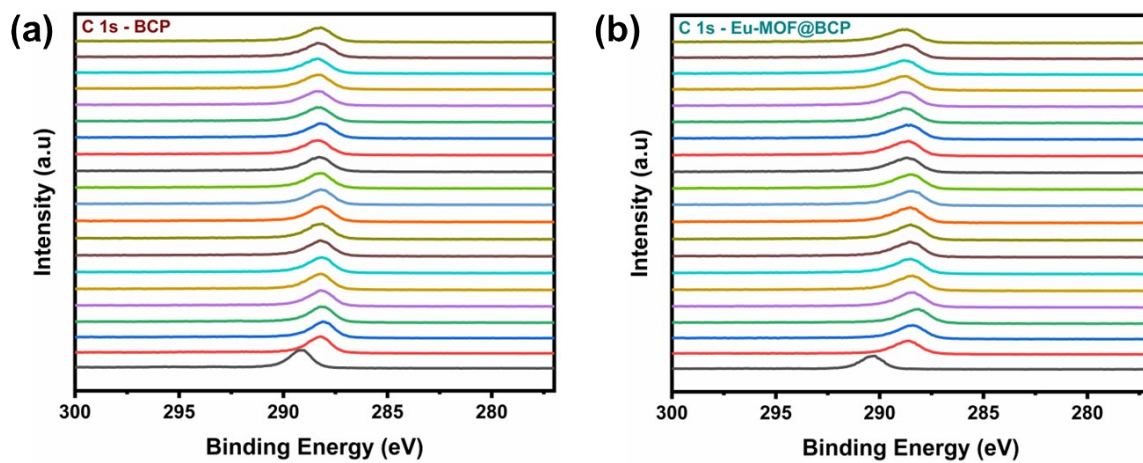 (a)
C 1s - BCP
Intensity (a.u)
300
295
290
285
280
Binding Energy (eV)
(b)
C 1s - Eu-MOF@BCP
Intensity (a.u)
300
295
290
285
280
Binding Energy (eV)